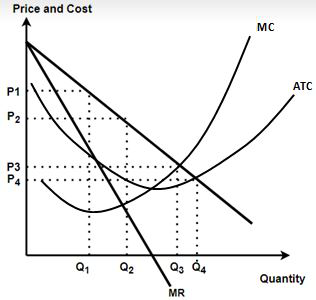 Price and Cost
MC
ATC
P1
P2
P3
P4
Q1 Q2 Q3 Q4
Quantity
MR